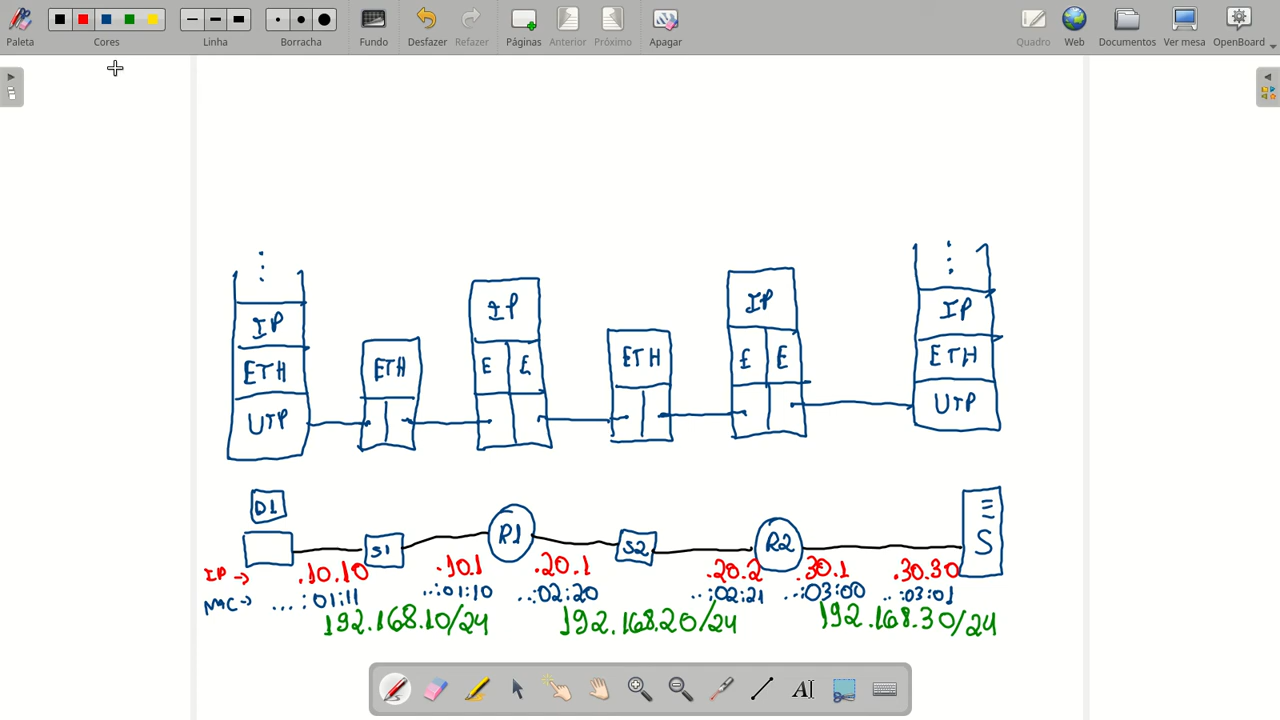 Paleta Cores Linha Borracha Fundo Desfazer Refazer Páginas Anterior Próximo Apagar Quadro Web Documentos Ver mesa OpenBoard
IP ETH UTP
ETH
IP E E
ETH
IP E E
IP ETH UTP
D1 S1 R1 S2 R2 S
IP → .10.10 .10.1 .20.1 .20.2 .30.1 .30.30
MAC → ...:01:11 ...:01:10 ...:02:20 ...:02:21 ...:03:00 ...:03:01
192.168.10/24 192.168.20/24 192.168.30/24
A